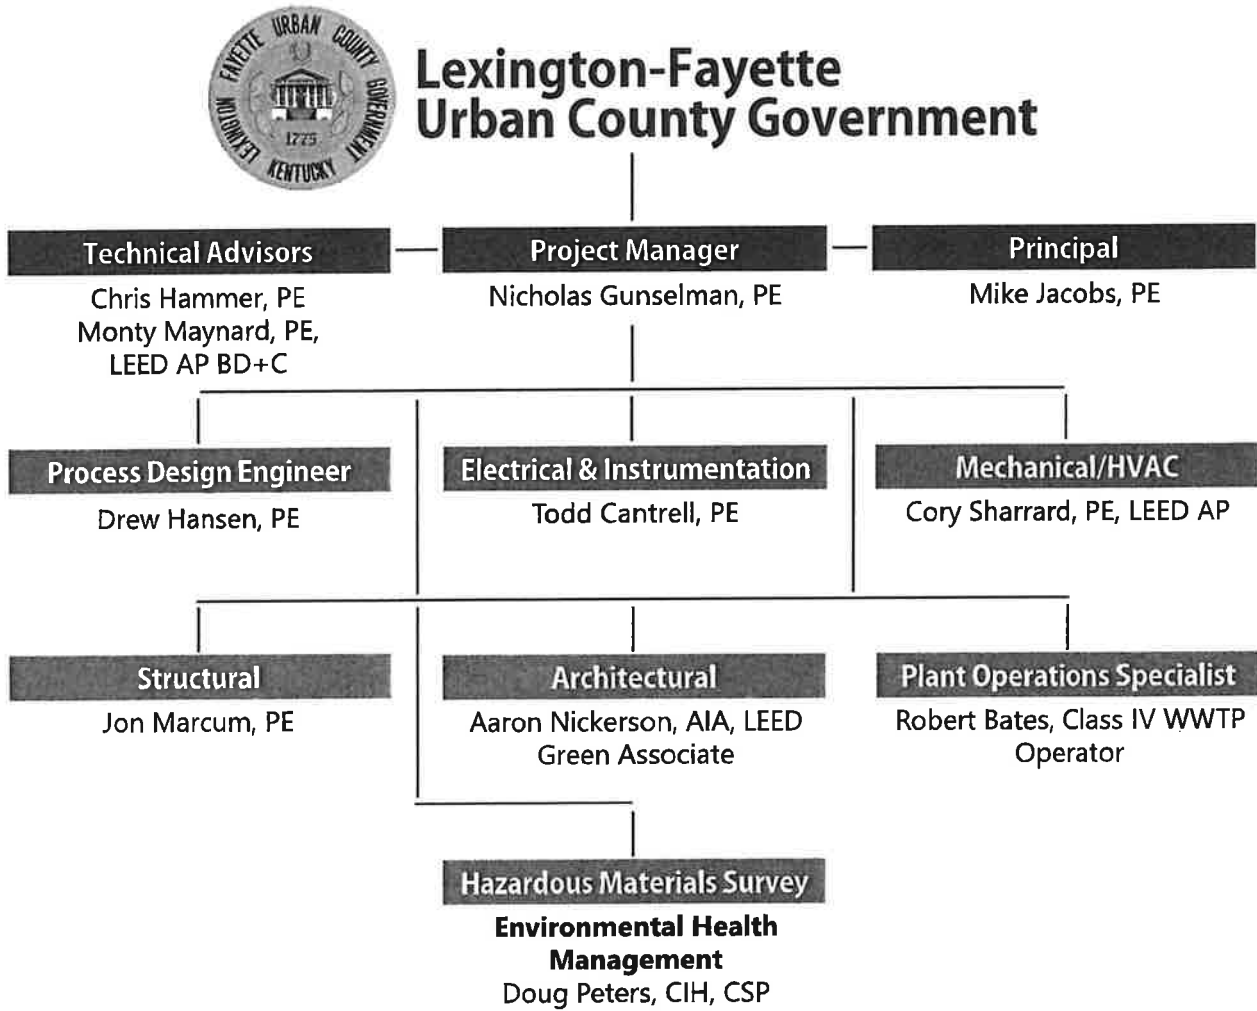 LEXINGTON FAYETTE URBAN COUNTY GOVERNMENT
1775
KENTUCKY
Lexington-Fayette
Urban County Government
Technical Advisors
Chris Hammer, PE
Monty Maynard, PE,
LEED AP BD+C
Project Manager
Nicholas Gunselman, PE
Principal
Mike Jacobs, PE
Process Design Engineer
Drew Hansen, PE
Electrical & Instrumentation
Todd Cantrell, PE
Mechanical/HVAC
Cory Sharrard, PE, LEED AP
Structural
Jon Marcum, PE
Architectural
Aaron Nickerson, AIA, LEED
Green Associate
Plant Operations Specialist
Robert Bates, Class IV WWTP
Operator
Hazardous Materials Survey
Environmental Health
Management
Doug Peters, CIH, CSP